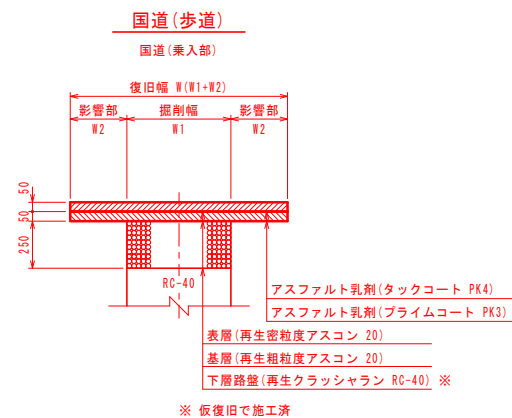 国道(歩道)
国道(乗入部)
復旧幅 W(W1+W2)
影響部 掘削幅 影響部
W2 W1 W2
50
50
250
RC-40
アスファルト乳剤(タックコート PK4)
アスファルト乳剤(プライムコート PK3)
表層(再生密粒度アスコン 20)
基層(再生粗粒度アスコン 20)
下層路盤(再生クラッシャラン RC-40) ※
※ 仮復旧で施工済